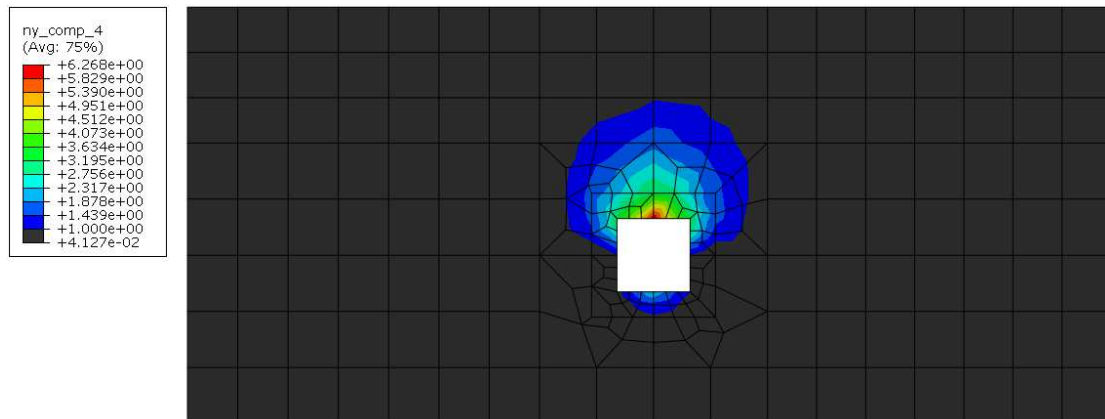 ny_comp_4
(Avg: 75%)
+6.268e+00
+5.829e+00
+5.390e+00
+4.951e+00
+4.512e+00
+4.073e+00
+3.634e+00
+3.195e+00
+2.756e+00
+2.317e+00
+1.878e+00
+1.439e+00
+1.000e+00
+4.127e-02